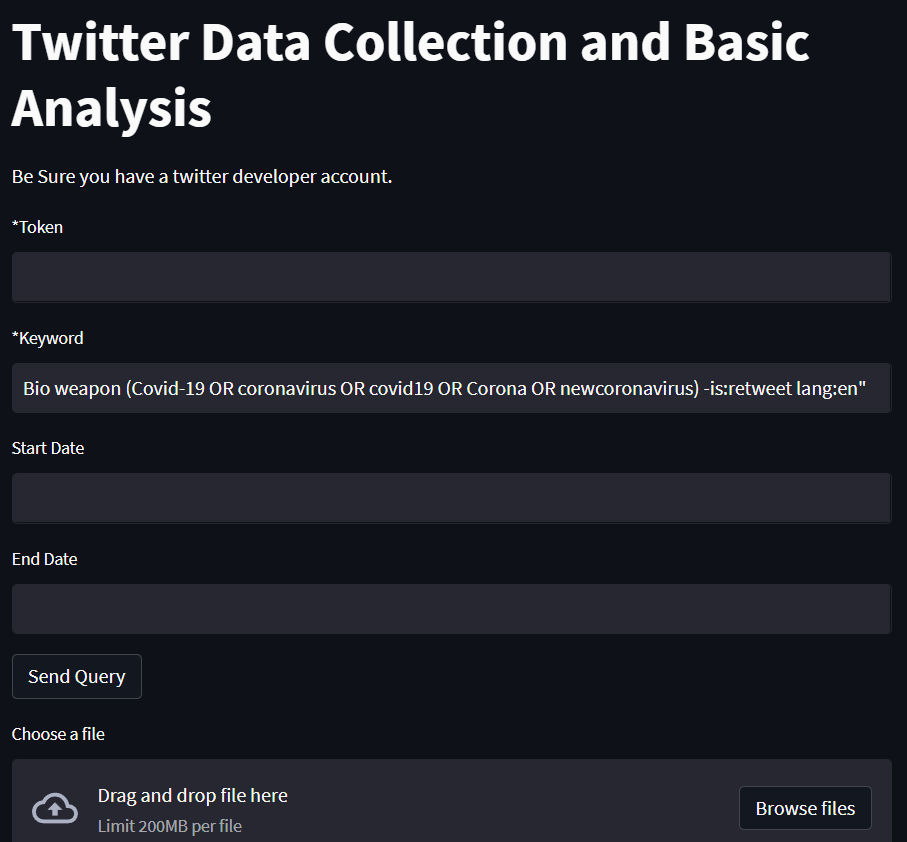 Twitter Data Collection and Basic
Analysis
Be Sure you have a twitter developer account.
*Token
*Keyword
Bio weapon (Covid-19 OR coronavirus OR covid19 OR Corona OR newcoronavirus) -is:retweet lang:en"
Start Date
End Date
Send Query
Choose a file
Drag and drop file here
Limit 200MB per file
Browse files